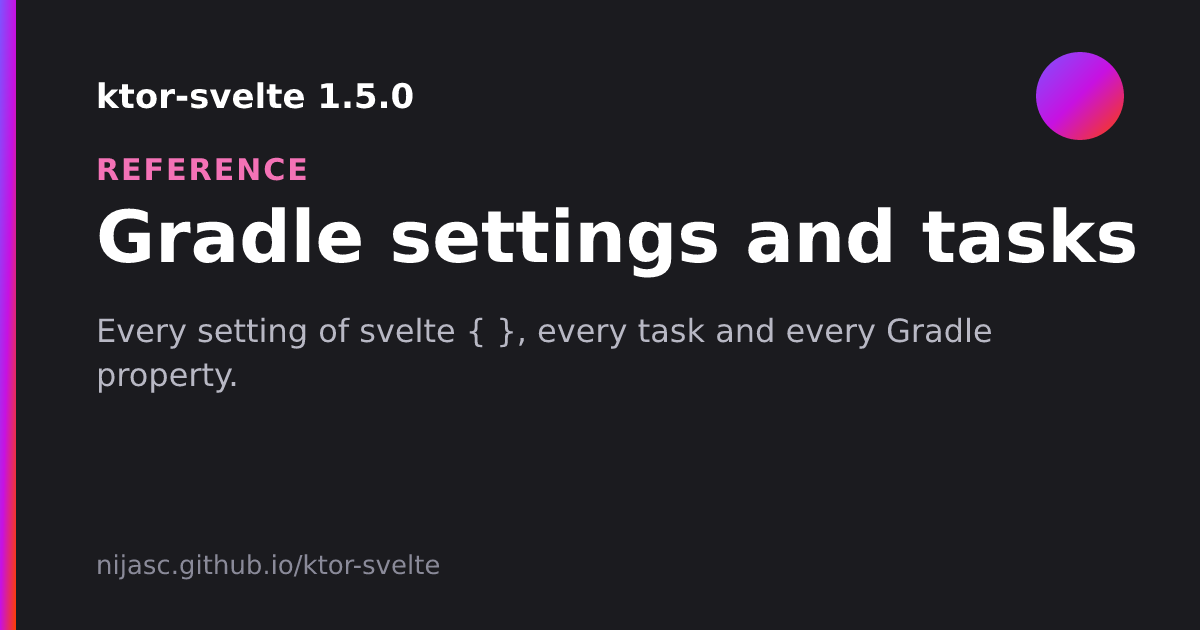 ktor-svelte 1.5.0
REFERENCE
Gradle settings and tasks
Every setting of svelte { }, every task and every Gradle
property.
nijasc.github.io/ktor-svelte